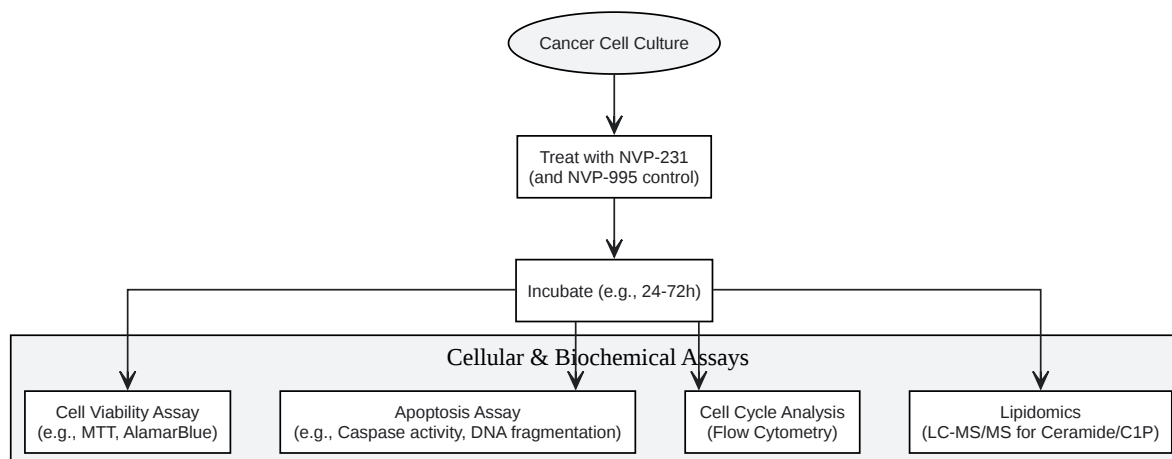 Cancer Cell Culture
Treat with NVP-231
(and NVP-995 control)
Incubate (e.g., 24-72h)
Cellular & Biochemical Assays
Cell Viability Assay
(e.g., MTT, AlamarBlue)
Apoptosis Assay
(e.g., Caspase activity, DNA fragmentation)
Cell Cycle Analysis
(Flow Cytometry)
Lipidomics
(LC-MS/MS for Ceramide/C1P)